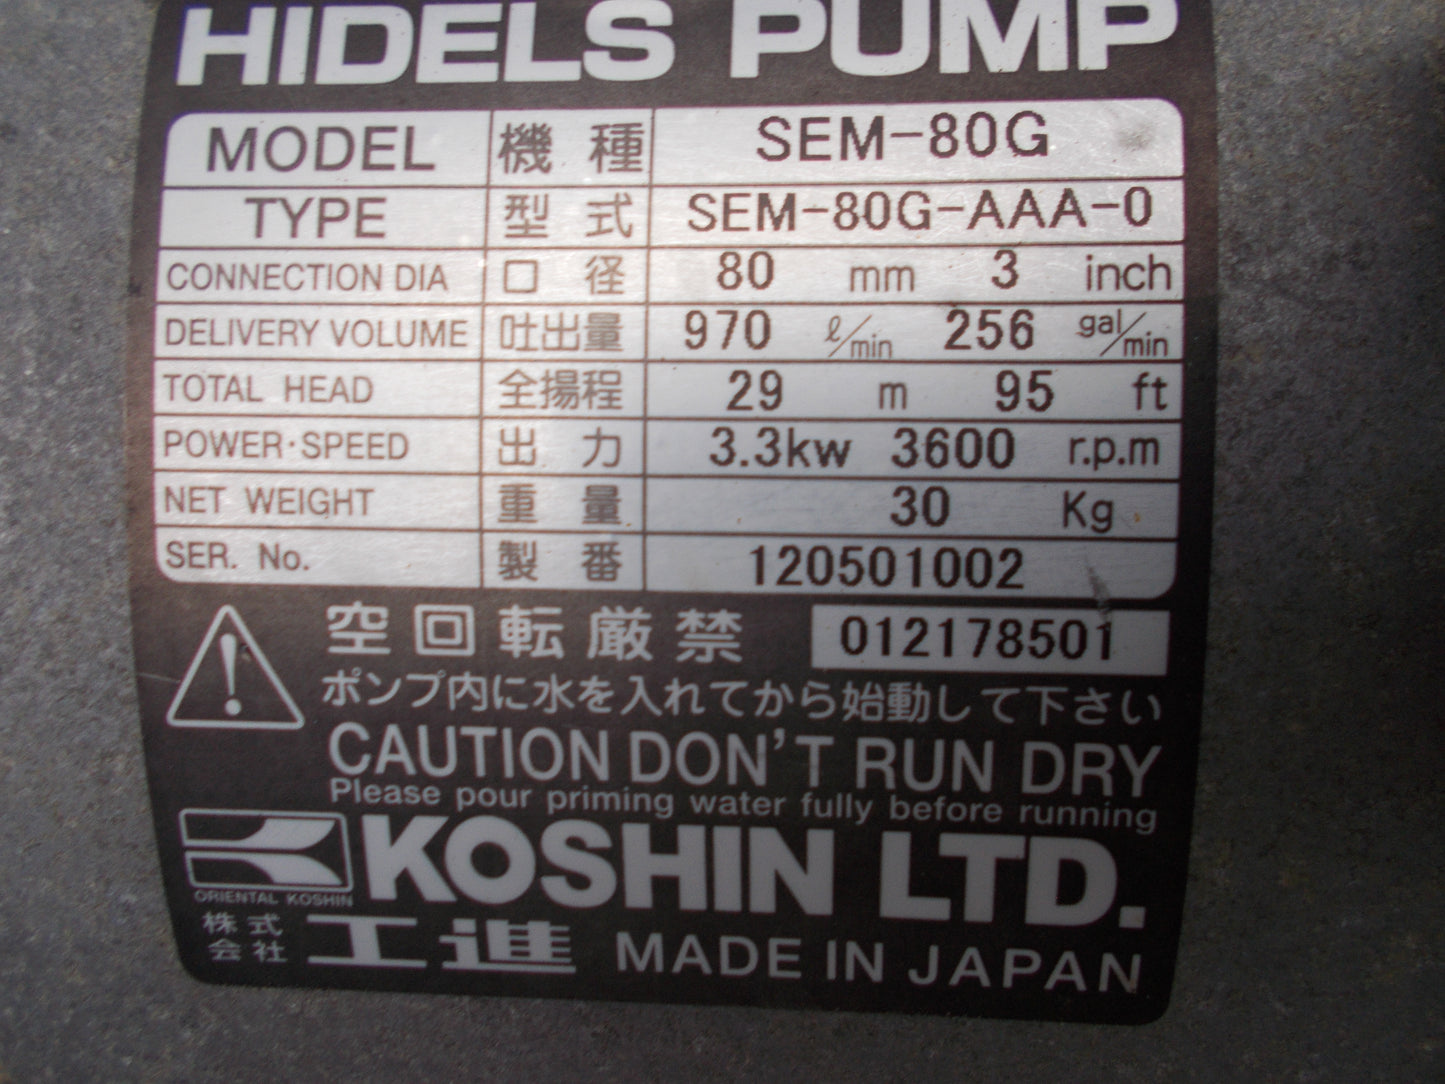 HIDELS PUMP
MODEL 機種 SEM-80G
TYPE 型式 SEM-80G-AAA-0
CONNECTION DIA 口径 80 mm 3 inch
DELIVERY VOLUME 吐出量 970 ℓ/min 256 gal/min
TOTAL HEAD 全揚程 29 m 95 ft
POWER·SPEED 出力 3.3kw 3600 r.p.m
NET WEIGHT 重量 30 Kg
SER. No. 製番 120501002
空回転厳禁 012178501
ポンプ内に水を入れてから始動して下さい
CAUTION DON'T RUN DRY
Please pour priming water fully before running
KOSHIN LTD.
ORIENTAL KOSHIN
株式会社 工進 MADE IN JAPAN